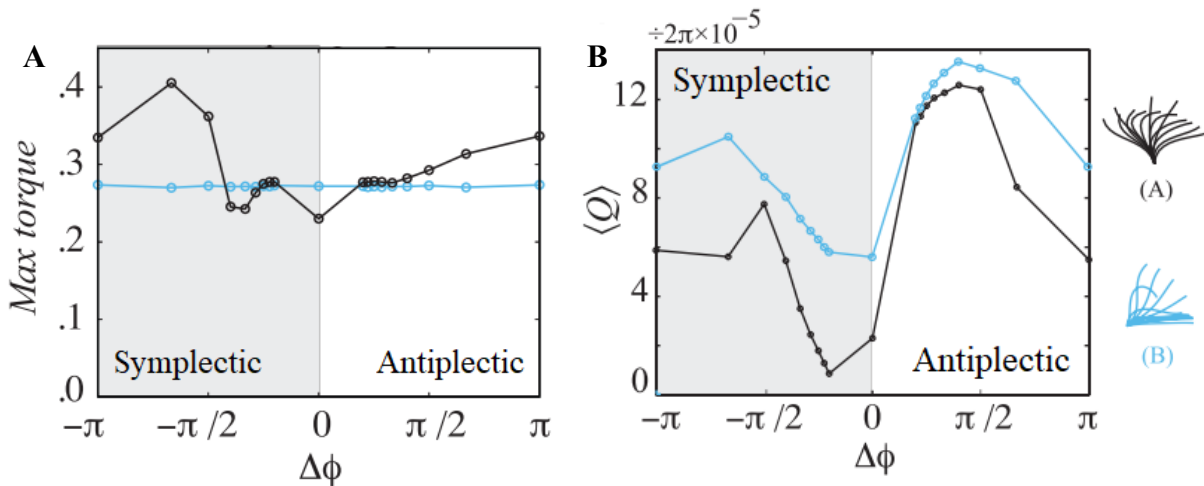 A
Max torque
.4
.3
.2
.1
.0
Symplectic
Antiplectic
−π
−π/2
0
π/2
π
Δϕ
B
÷2π×10⁻⁵
⟨Q⟩
12
8
4
0
Symplectic
Antiplectic
−π
−π/2
0
π/2
π
Δϕ
(A)
(B)